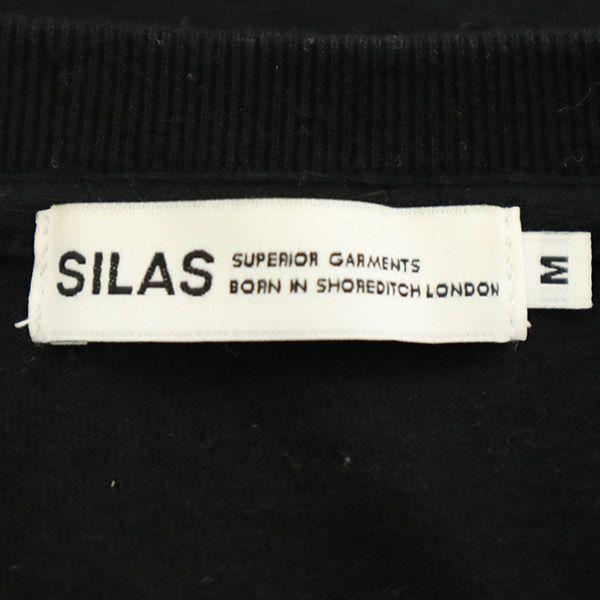 SILAS
SUPERIOR GARMENTS
BORN IN SHOREDITCH LONDON
M